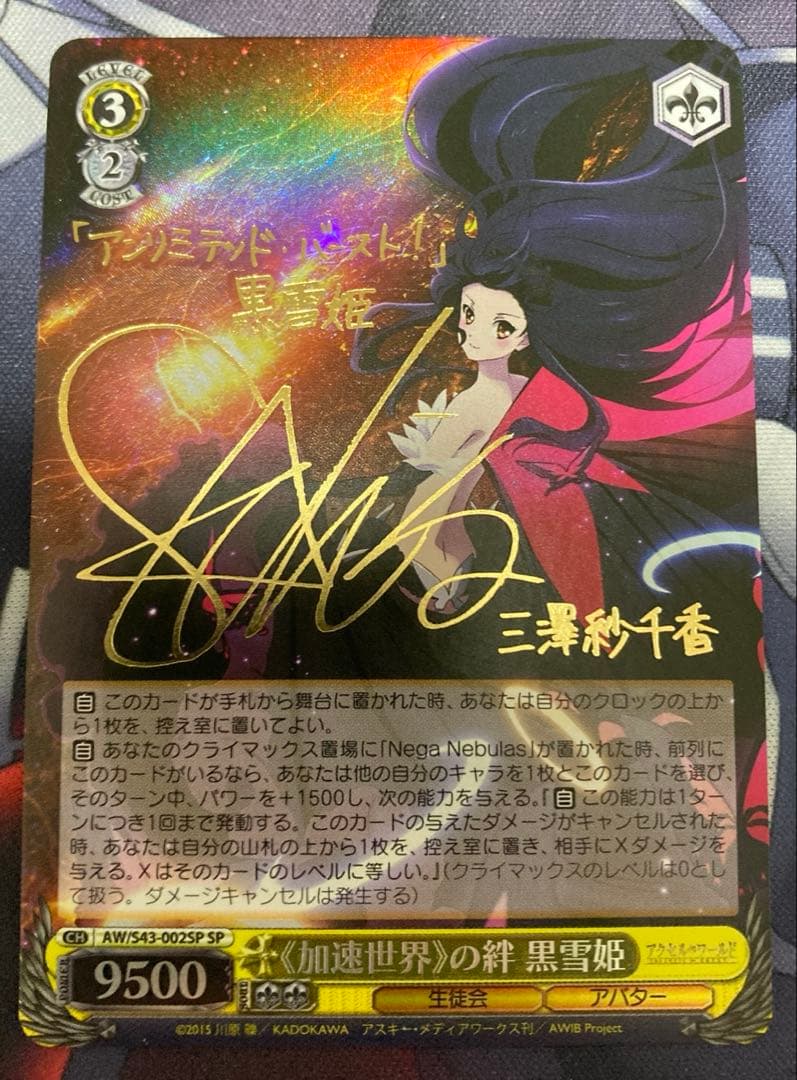 LEVEL
3
2
COST
「アンリミテッド・バースト!」
黒雪姫
三澤紗千香
自 このカードが手札から舞台に置かれた時、あなたは自分のクロックの上か
ら1枚を、控え室に置いてよい。
自 あなたのクライマックス置場に「Nega Nebulas」が置かれた時、前列に
このカードがいるなら、あなたは他の自分のキャラを1枚とこのカードを選び、
そのターン中、パワーを+1500し、次の能力を与える。『自 この能力は1ター
ンにつき1回まで発動する。 このカードの与えたダメージがキャンセルされた
時、あなたは自分の山札の上から1枚を、控え室に置き、相手にXダメージを
与える。Xはそのカードのレベルに等しい。』(クライマックスのレベルは0とし
て扱う。ダメージキャンセルは発生する)
CH AW/S43-002SP SP
POWER 9500 SOUL
《加速世界》の絆 黒雪姫
アクセル・ワールド
生徒会 アバター
©2015 川原 礫/KADOKAWA アスキー・メディアワークス刊/AWIB Project